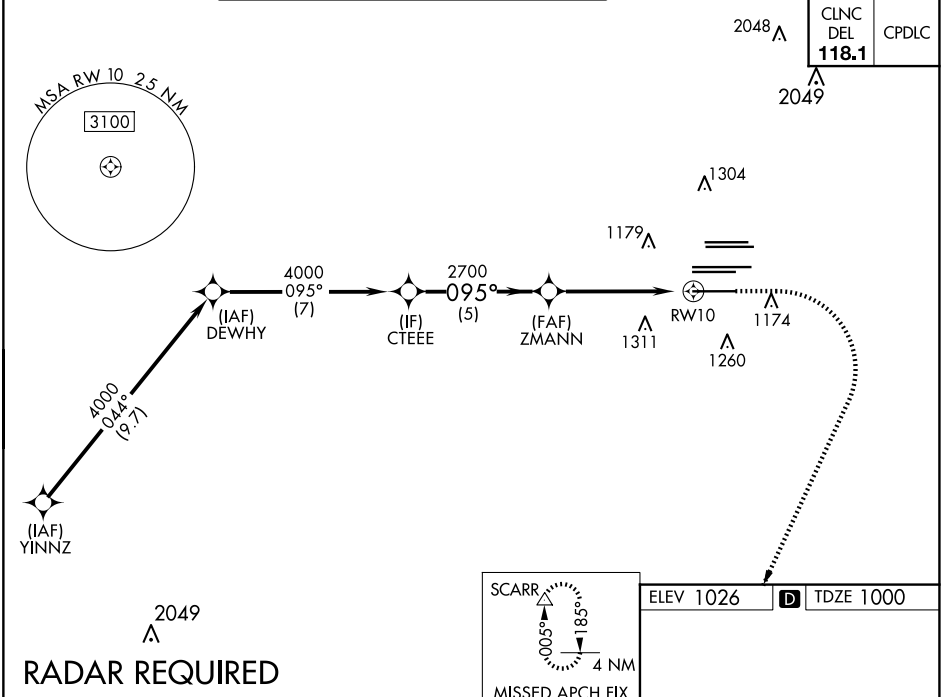 2048
CLNC
DEL
118.1
CPDLC
2049
MSA RW 10 25 NM
3100
1304
1179
4000
095°
(7)
2700
095°
(5)
(IAF)
DEWHY
(IF)
CTEEE
(FAF)
ZMANN
RW10
1174
1311
1260
4000
044°
(9.7)
(IAF)
YINNZ
2049
RADAR REQUIRED
SCARR
005°
185°
4 NM
MISSED APCH FIX
ELEV 1026
D
TDZE 1000